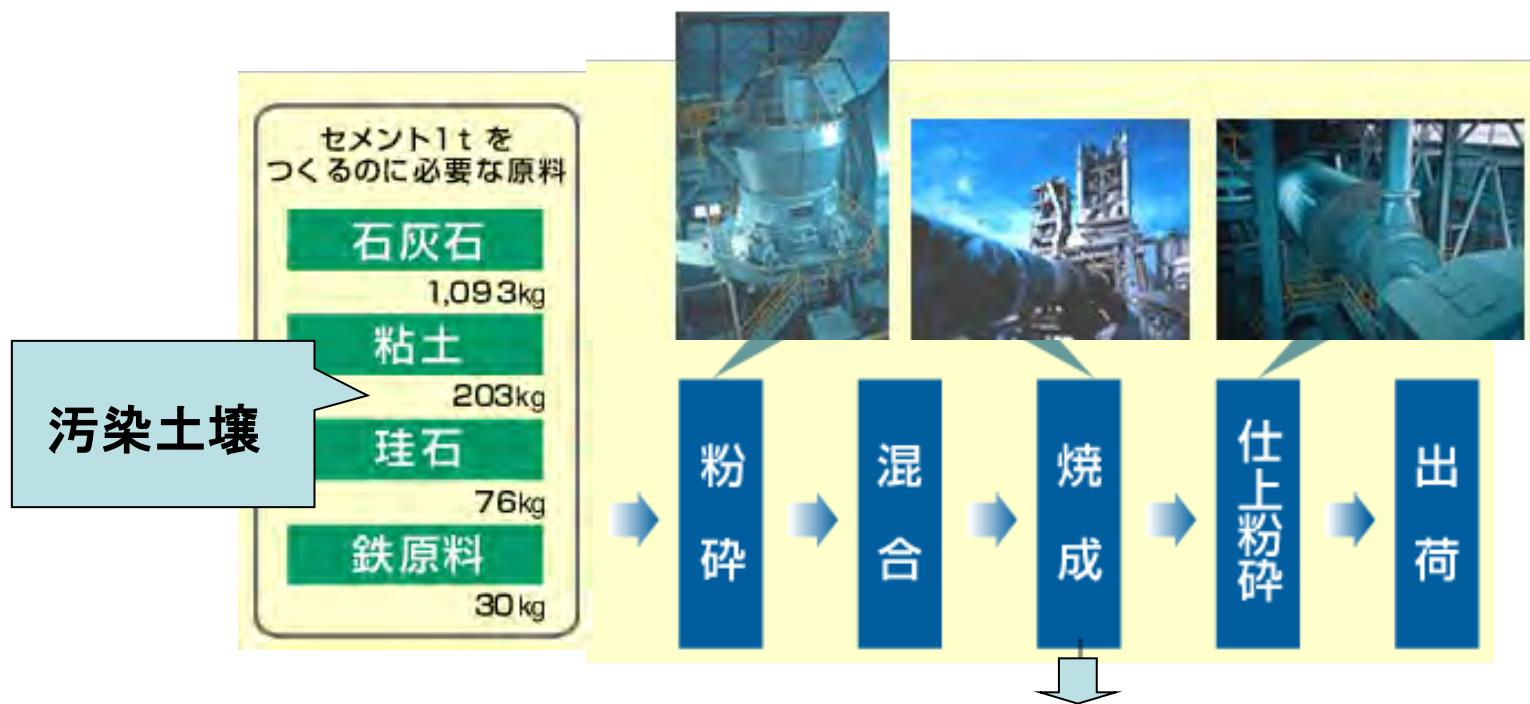 セメント1t を
つくるのに必要な原料
石灰石
1,093kg
粘土
203kg
汚染土壌
珪石
76kg
鉄原料
30kg
粉砕
混合
焼成
仕上粉砕
出荷